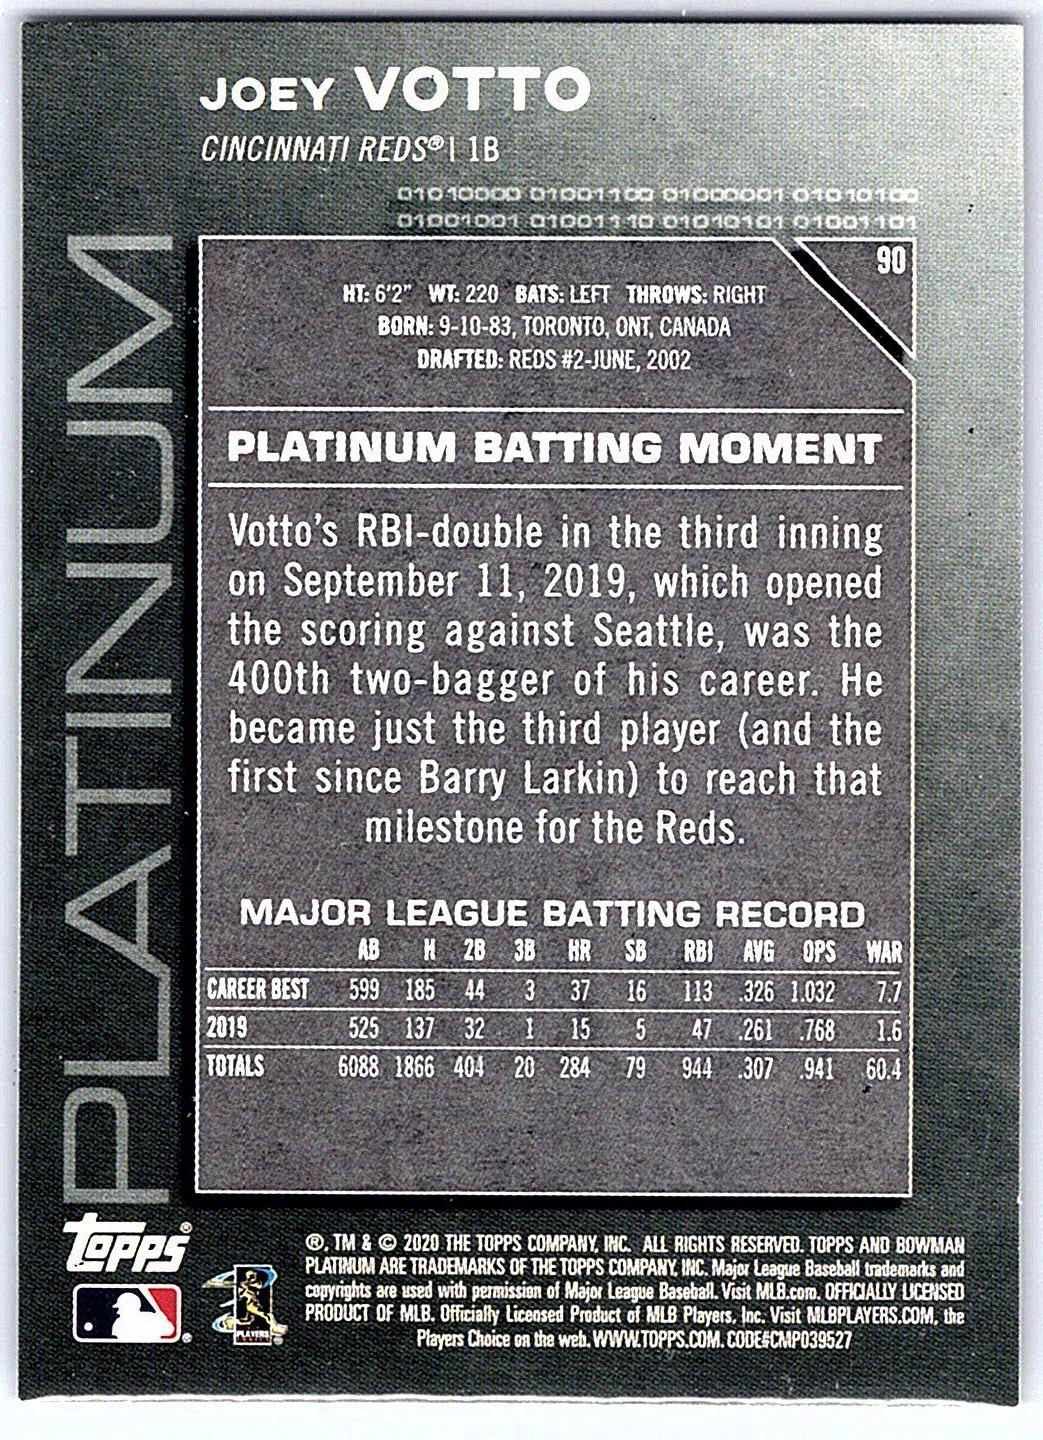 JOEY VOTTO
CINCINNATI REDS® | 1B
01010000 01001100 01000001 01010100
01001001 01001110 01010101 01001101
PLATINUM
90
HT: 6'2" WT: 220 BATS: LEFT THROWS: RIGHT
BORN: 9-10-83, TORONTO, ONT, CANADA
DRAFTED: REDS #2-JUNE, 2002
PLATINUM BATTING MOMENT
Votto's RBI-double in the third inning
on September 11, 2019, which opened
the scoring against Seattle, was the
400th two-bagger of his career. He
became just the third player (and the
first since Barry Larkin) to reach that
milestone for the Reds.
MAJOR LEAGUE BATTING RECORD
AB H 2B 3B HR SB RBI AVG OPS WAR
CAREER BEST 599 185 44 3 37 16 113 .326 1.032 7.7
2019 525 137 32 1 15 5 47 .261 .768 1.6
TOTALS 6088 1866 404 20 284 79 944 .307 .941 60.4
Topps®
®, TM & © 2020 THE TOPPS COMPANY, INC. ALL RIGHTS RESERVED. TOPPS AND BOWMAN
PLATINUM ARE TRADEMARKS OF THE TOPPS COMPANY, INC. Major League Baseball trademarks and
copyrights are used with permission of Major League Baseball. Visit MLB.com. OFFICIALLY LICENSED
PRODUCT OF MLB. Officially Licensed Product of MLB Players, Inc. Visit MLBPLAYERS.COM, the
Players Choice on the web. WWW.TOPPS.COM. CODE#CMP039527
PLAYERS